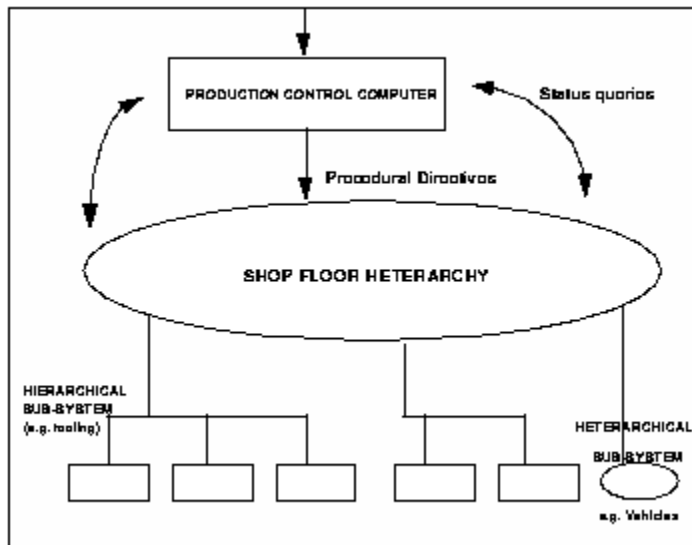 PRODUCTION CONTROL COMPUTER
Status queries
Procedural Directives
SHOP FLOOR HETERARCHY
HIERARCHICAL
SUB-SYSTEM
(e.g. tooling)
HETERARCHICAL
SUB-SYSTEM
e.g. Vehicles